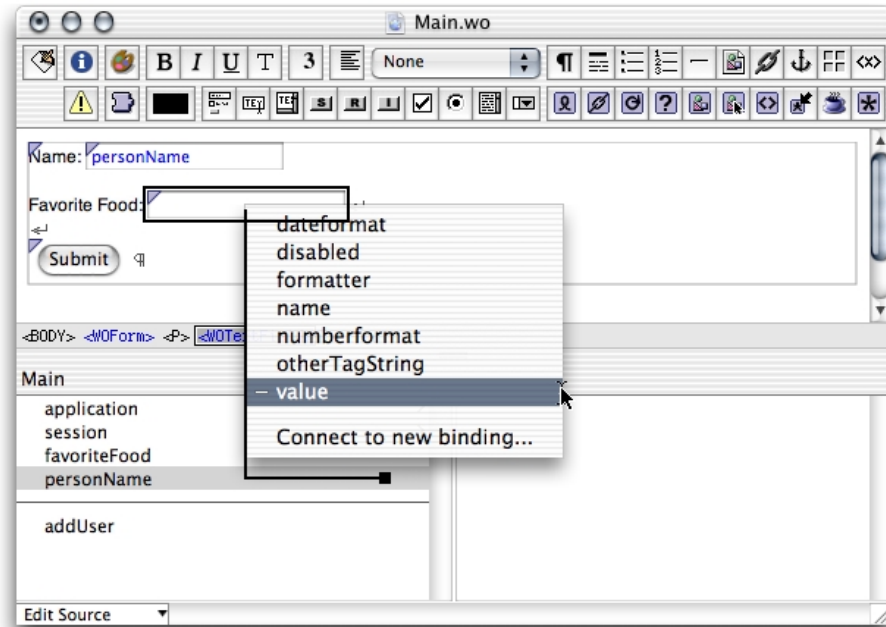 Main.wo
B I U T 3 None
Name: personName
Favorite Food:
dateformat
disabled
Submit
formatter
name
<BODY> <WOForm> <P>
numberformat
otherTagString
Main
value
application
session
Connect to new binding...
favoriteFood
personName
addUser
Edit Source